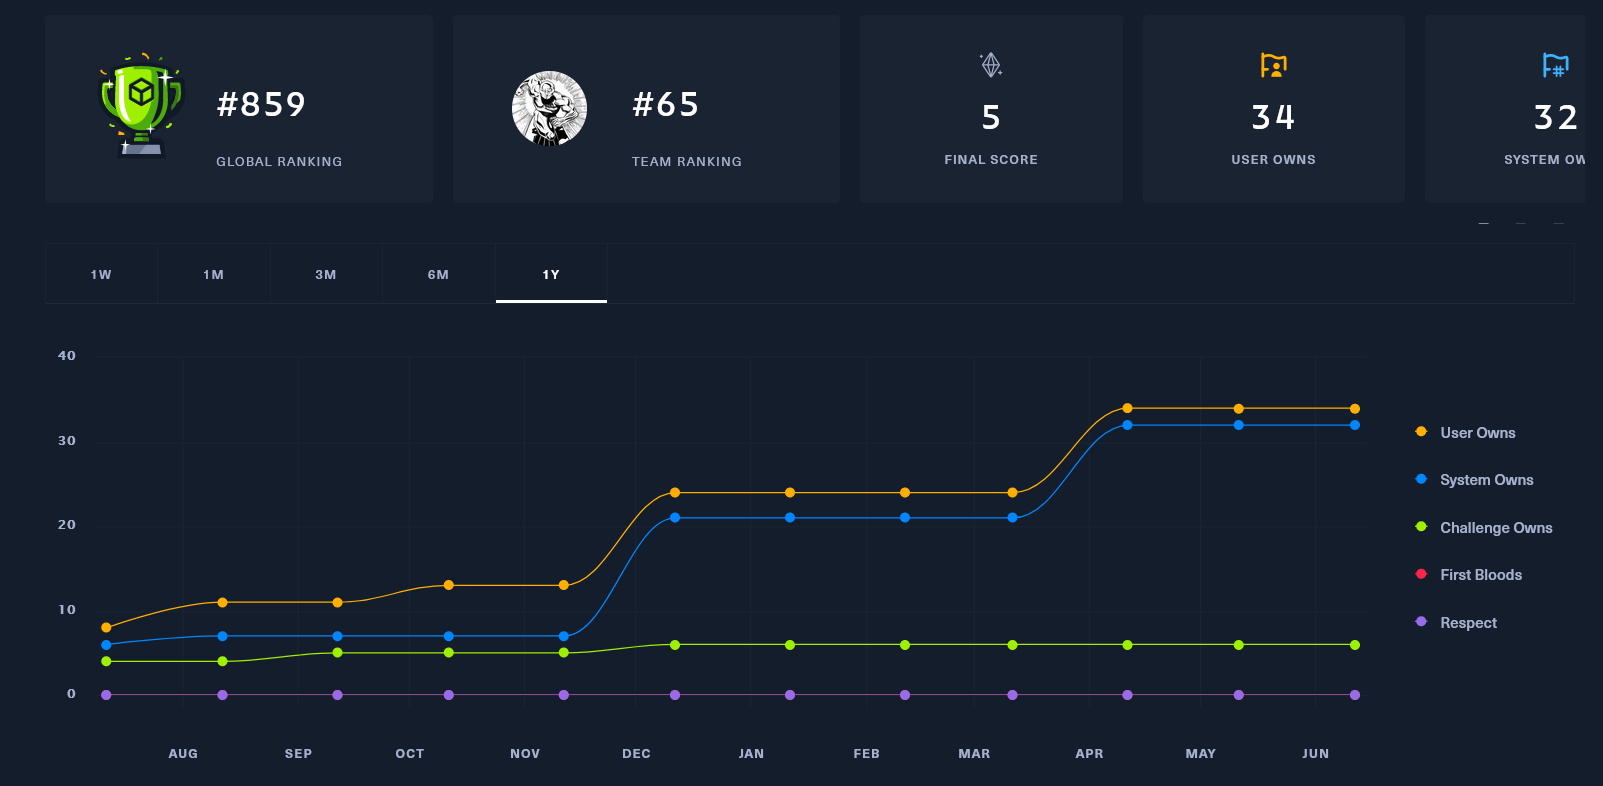 #859
GLOBAL RANKING
#65
TEAM RANKING
5
FINAL SCORE
34
USER OWNS
32
SYSTEM OW
1W
1M
3M
6M
1Y
40
30
20
10
0
AUG
SEP
OCT
NOV
DEC
JAN
FEB
MAR
APR
MAY
JUN
User Owns
System Owns
Challenge Owns
First Bloods
Respect